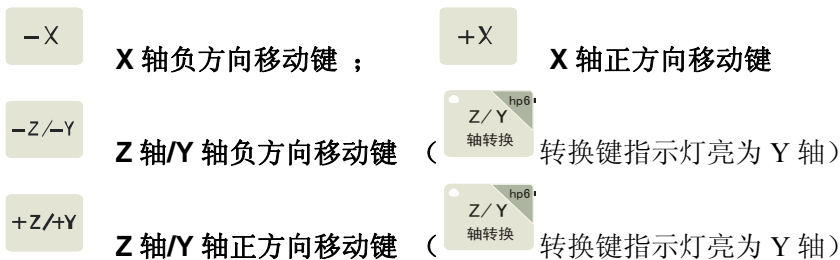 -X X 轴负方向移动键 ； +X X 轴正方向移动键
-Z/-Y Z 轴/Y 轴负方向移动键 （ Z/Y 轴转换 hp6 转换键指示灯亮为 Y 轴）
+Z/+Y Z 轴/Y 轴正方向移动键 （ Z/Y 轴转换 hp6 转换键指示灯亮为 Y 轴）